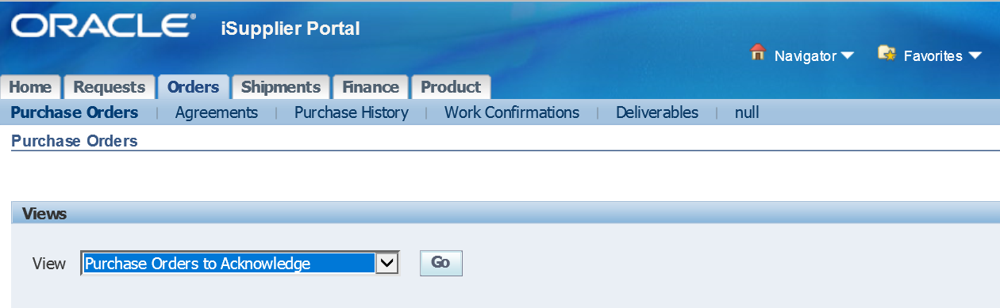 ORACLE® iSupplier Portal
Navigator Favorites
Home Requests Orders Shipments Finance Product
Purchase Orders | Agreements | Purchase History | Work Confirmations | Deliverables | null
Purchase Orders
Views
View Purchase Orders to Acknowledge Go